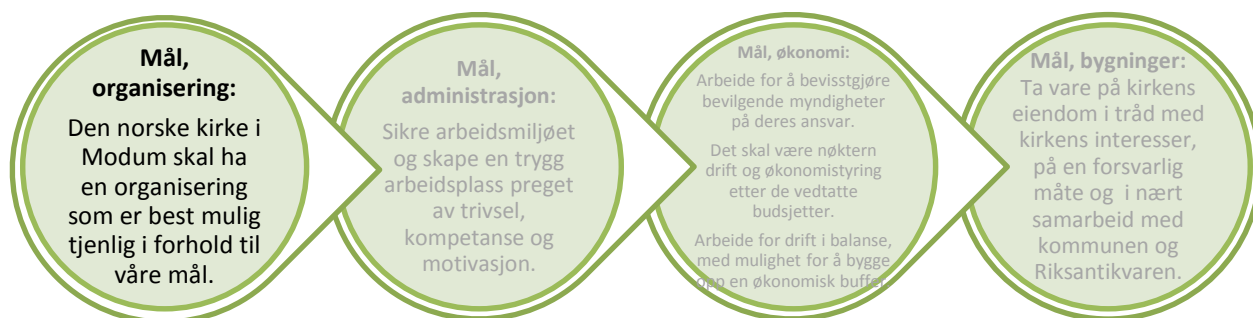 Mål,
organisering:
Den norske kirke i
Modum skal ha
en organisering
som er best mulig
tjenlig i forhold til
våre mål.
Mål,
administrasjon:
Sikre arbeidsmiljøet
og skape en trygg
arbeidsplass preget
av trivsel,
kompetanse og
motivasjon.
Mål, økonomi:
Arbeide for å bevisstgjøre
bevilgende myndigheter
på deres ansvar.
Det skal være nøktern
drift og økonomistyring
etter de vedtatte
budsjetter.
Arbeide for drift i balanse,
med mulighet for å bygge
opp en økonomisk buffer.
Mål, bygninger:
Ta vare på kirkens
eiendom i tråd med
kirkens interesser,
på en forsvarlig
måte og i nært
samarbeid med
kommunen og
Riksantikvaren.